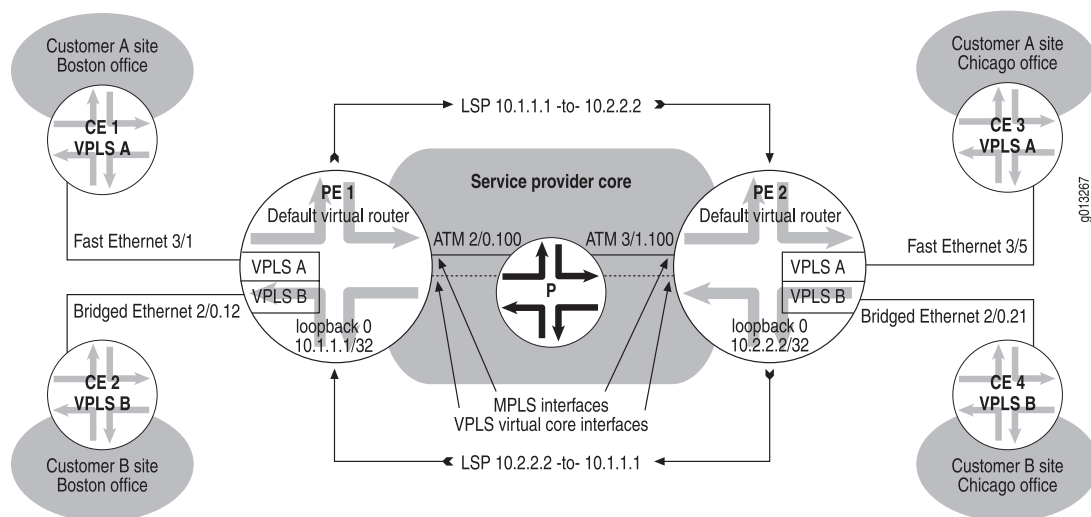 Customer A site
Boston office
CE 1
VPLS A
Fast Ethernet 3/1
Bridged Ethernet 2/0.12
CE 2
VPLS B
Customer B site
Boston office
LSP 10.1.1.1 -to- 10.2.2.2
Service provider core
PE 1
Default virtual router
VPLS A
VPLS B
loopback 0
10.1.1.1/32
ATM 2/0.100
ATM 3/1.100
P
MPLS interfaces
VPLS virtual core interfaces
LSP 10.2.2.2 -to- 10.1.1.1
PE 2
Default virtual router
VPLS A
VPLS B
loopback 0
10.2.2.2/32
Customer A site
Chicago office
CE 3
VPLS A
Fast Ethernet 3/5
Bridged Ethernet 2/0.21
CE 4
VPLS B
Customer B site
Chicago office
g013267